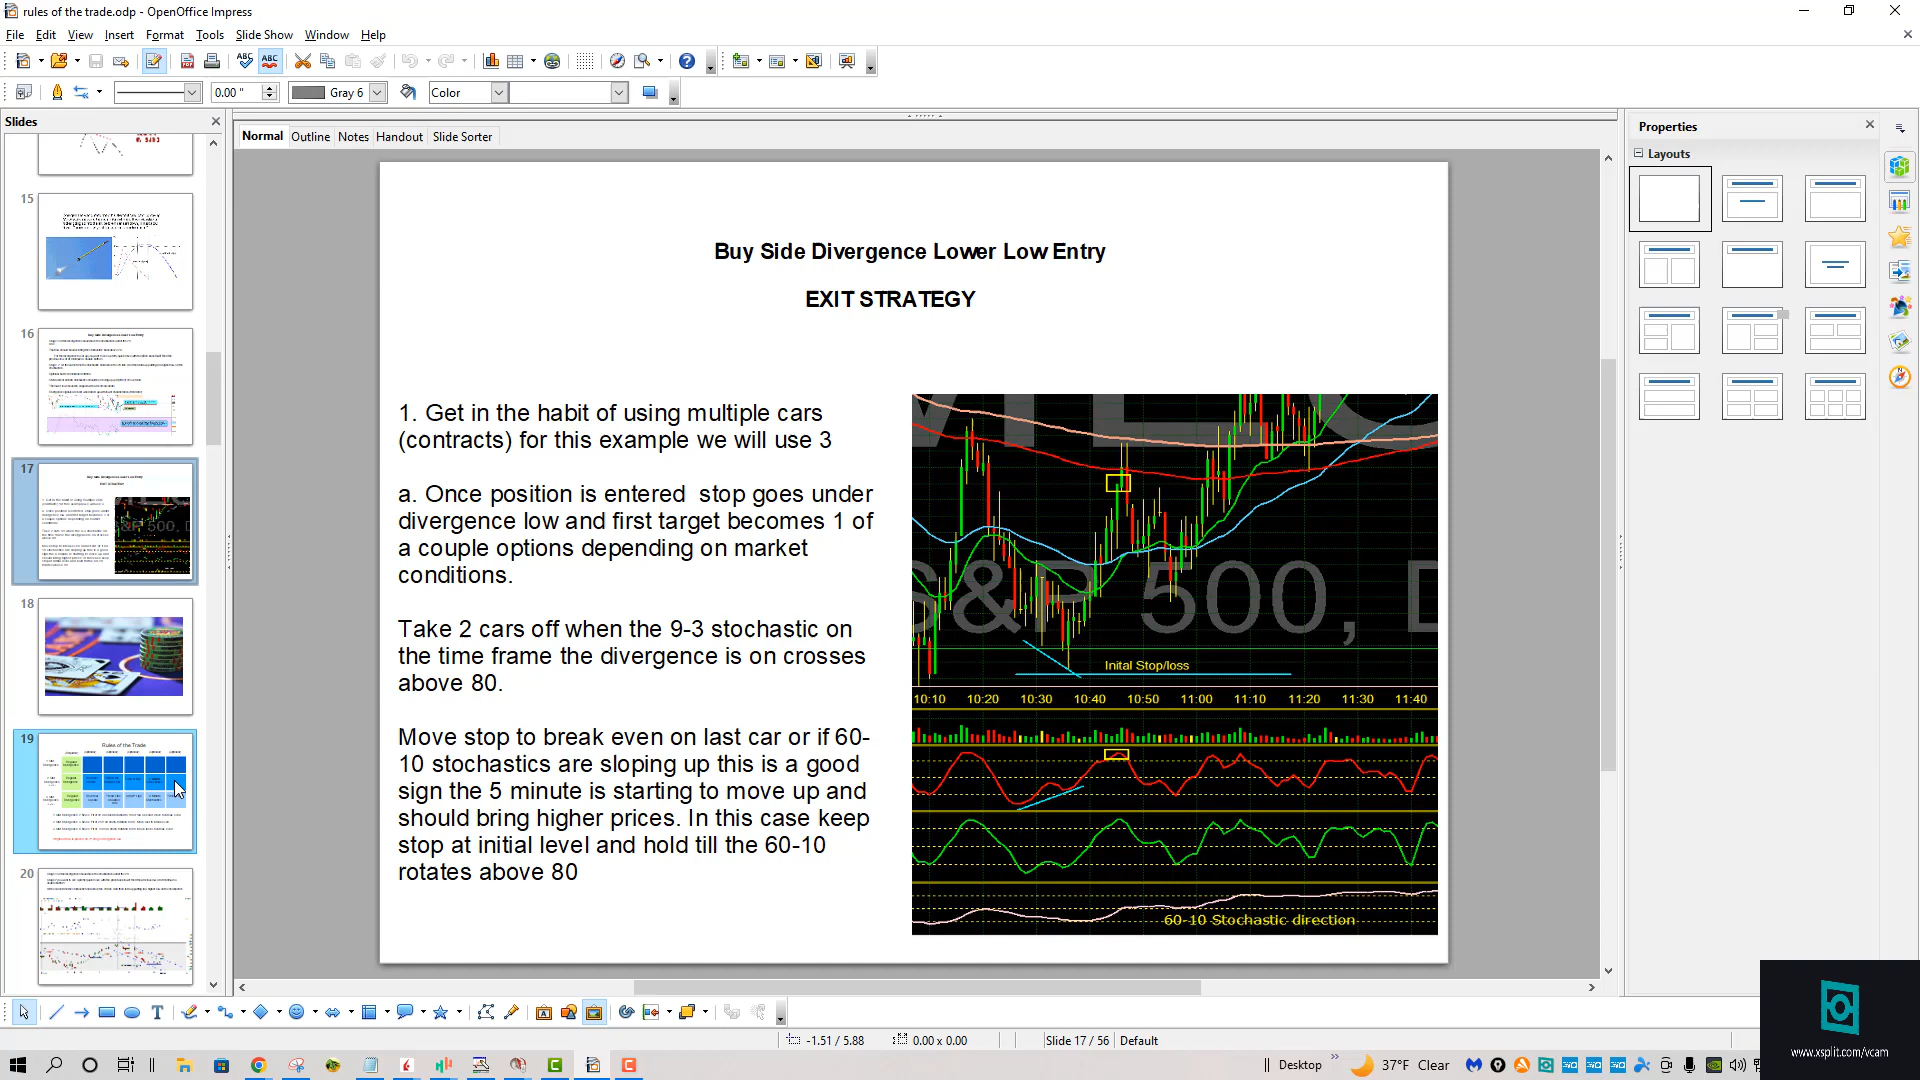 rules of the trade.odp - OpenOffice Impress
File Edit View Insert Format Tools Slide Show Window Help
0.00 " Gray 6 Color
Slides
Normal Outline Notes Handout Slide Sorter
Properties
Layouts
15
16
17
18
19
Rules of the Trade
20
Buy Side Divergence Lower Low Entry
EXIT STRATEGY
1. Get in the habit of using multiple cars
(contracts) for this example we will use 3
a. Once position is entered stop goes under
divergence low and first target becomes 1 of
a couple options depending on market
conditions.
Take 2 cars off when the 9-3 stochastic on
the time frame the divergence is on crosses
above 80.
Move stop to break even on last car or if 60-
10 stochastics are sloping up this is a good
sign the 5 minute is starting to move up and
should bring higher prices. In this case keep
stop at initial level and hold till the 60-10
rotates above 80
S&P 500, D
Inital Stop/loss
10:10 10:20 10:30 10:40 10:50 11:00 11:10 11:20 11:30 11:40
60-10 Stochastic direction
-1.51 / 5.88 0.00 x 0.00 Slide 17 / 56 Default
Desktop 37°F Clear
www.xsplit.com/vcam